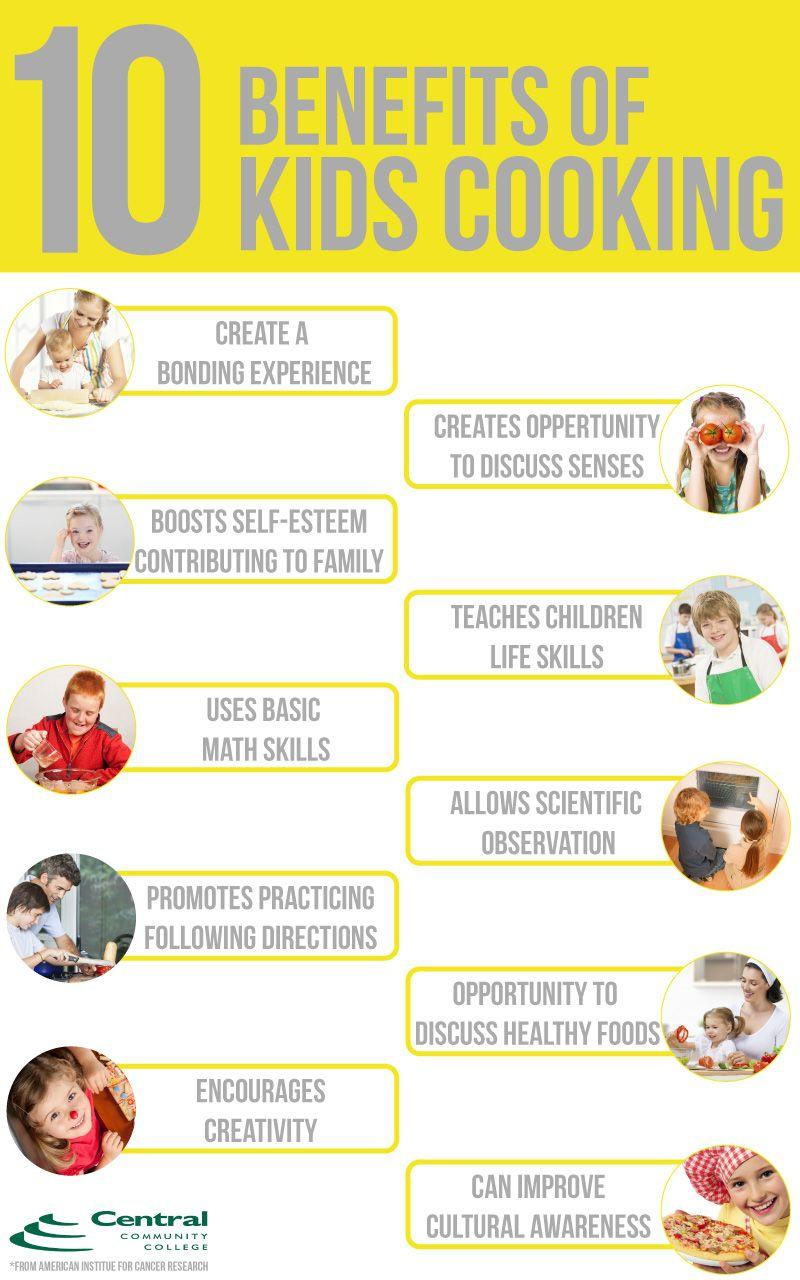 10
BENEFITS OF
KIDS COOKING
CREATE A
BONDING EXPERIENCE
CREATES OPPERTUNITY
TO DISCUSS SENSES
BOOSTS SELF-ESTEEM
CONTRIBUTING TO FAMILY
TEACHES CHILDREN
LIFE SKILLS
USES BASIC
MATH SKILLS
ALLOWS SCIENTIFIC
OBSERVATION
PROMOTES PRACTICING
FOLLOWING DIRECTIONS
OPPORTUNITY TO
DISCUSS HEALTHY FOODS
ENCOURAGES
CREATIVITY
CAN IMPROVE
CULTURAL AWARENESS
Central
COMMUNITY
COLLEGE
*FROM AMERICAN INSTITUE FOR CANCER RESEARCH